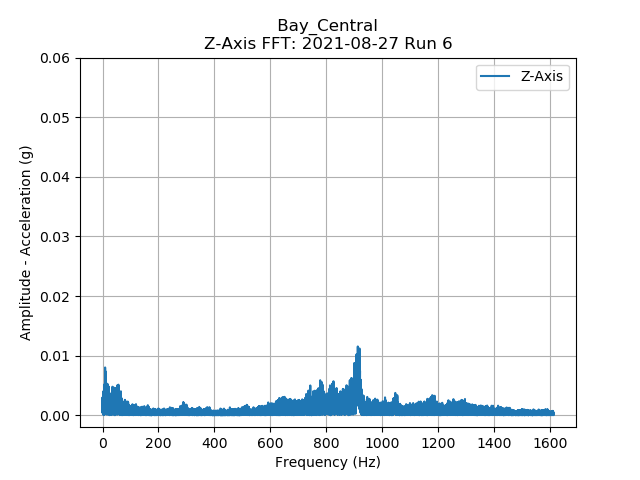 Bay_Central
Z-Axis FFT: 2021-08-27 Run 6
Z-Axis
0.06
0.05
0.04
0.03
0.02
0.01
0.00
Amplitude - Acceleration (g)
0 200 400 600 800 1000 1200 1400 1600
Frequency (Hz)